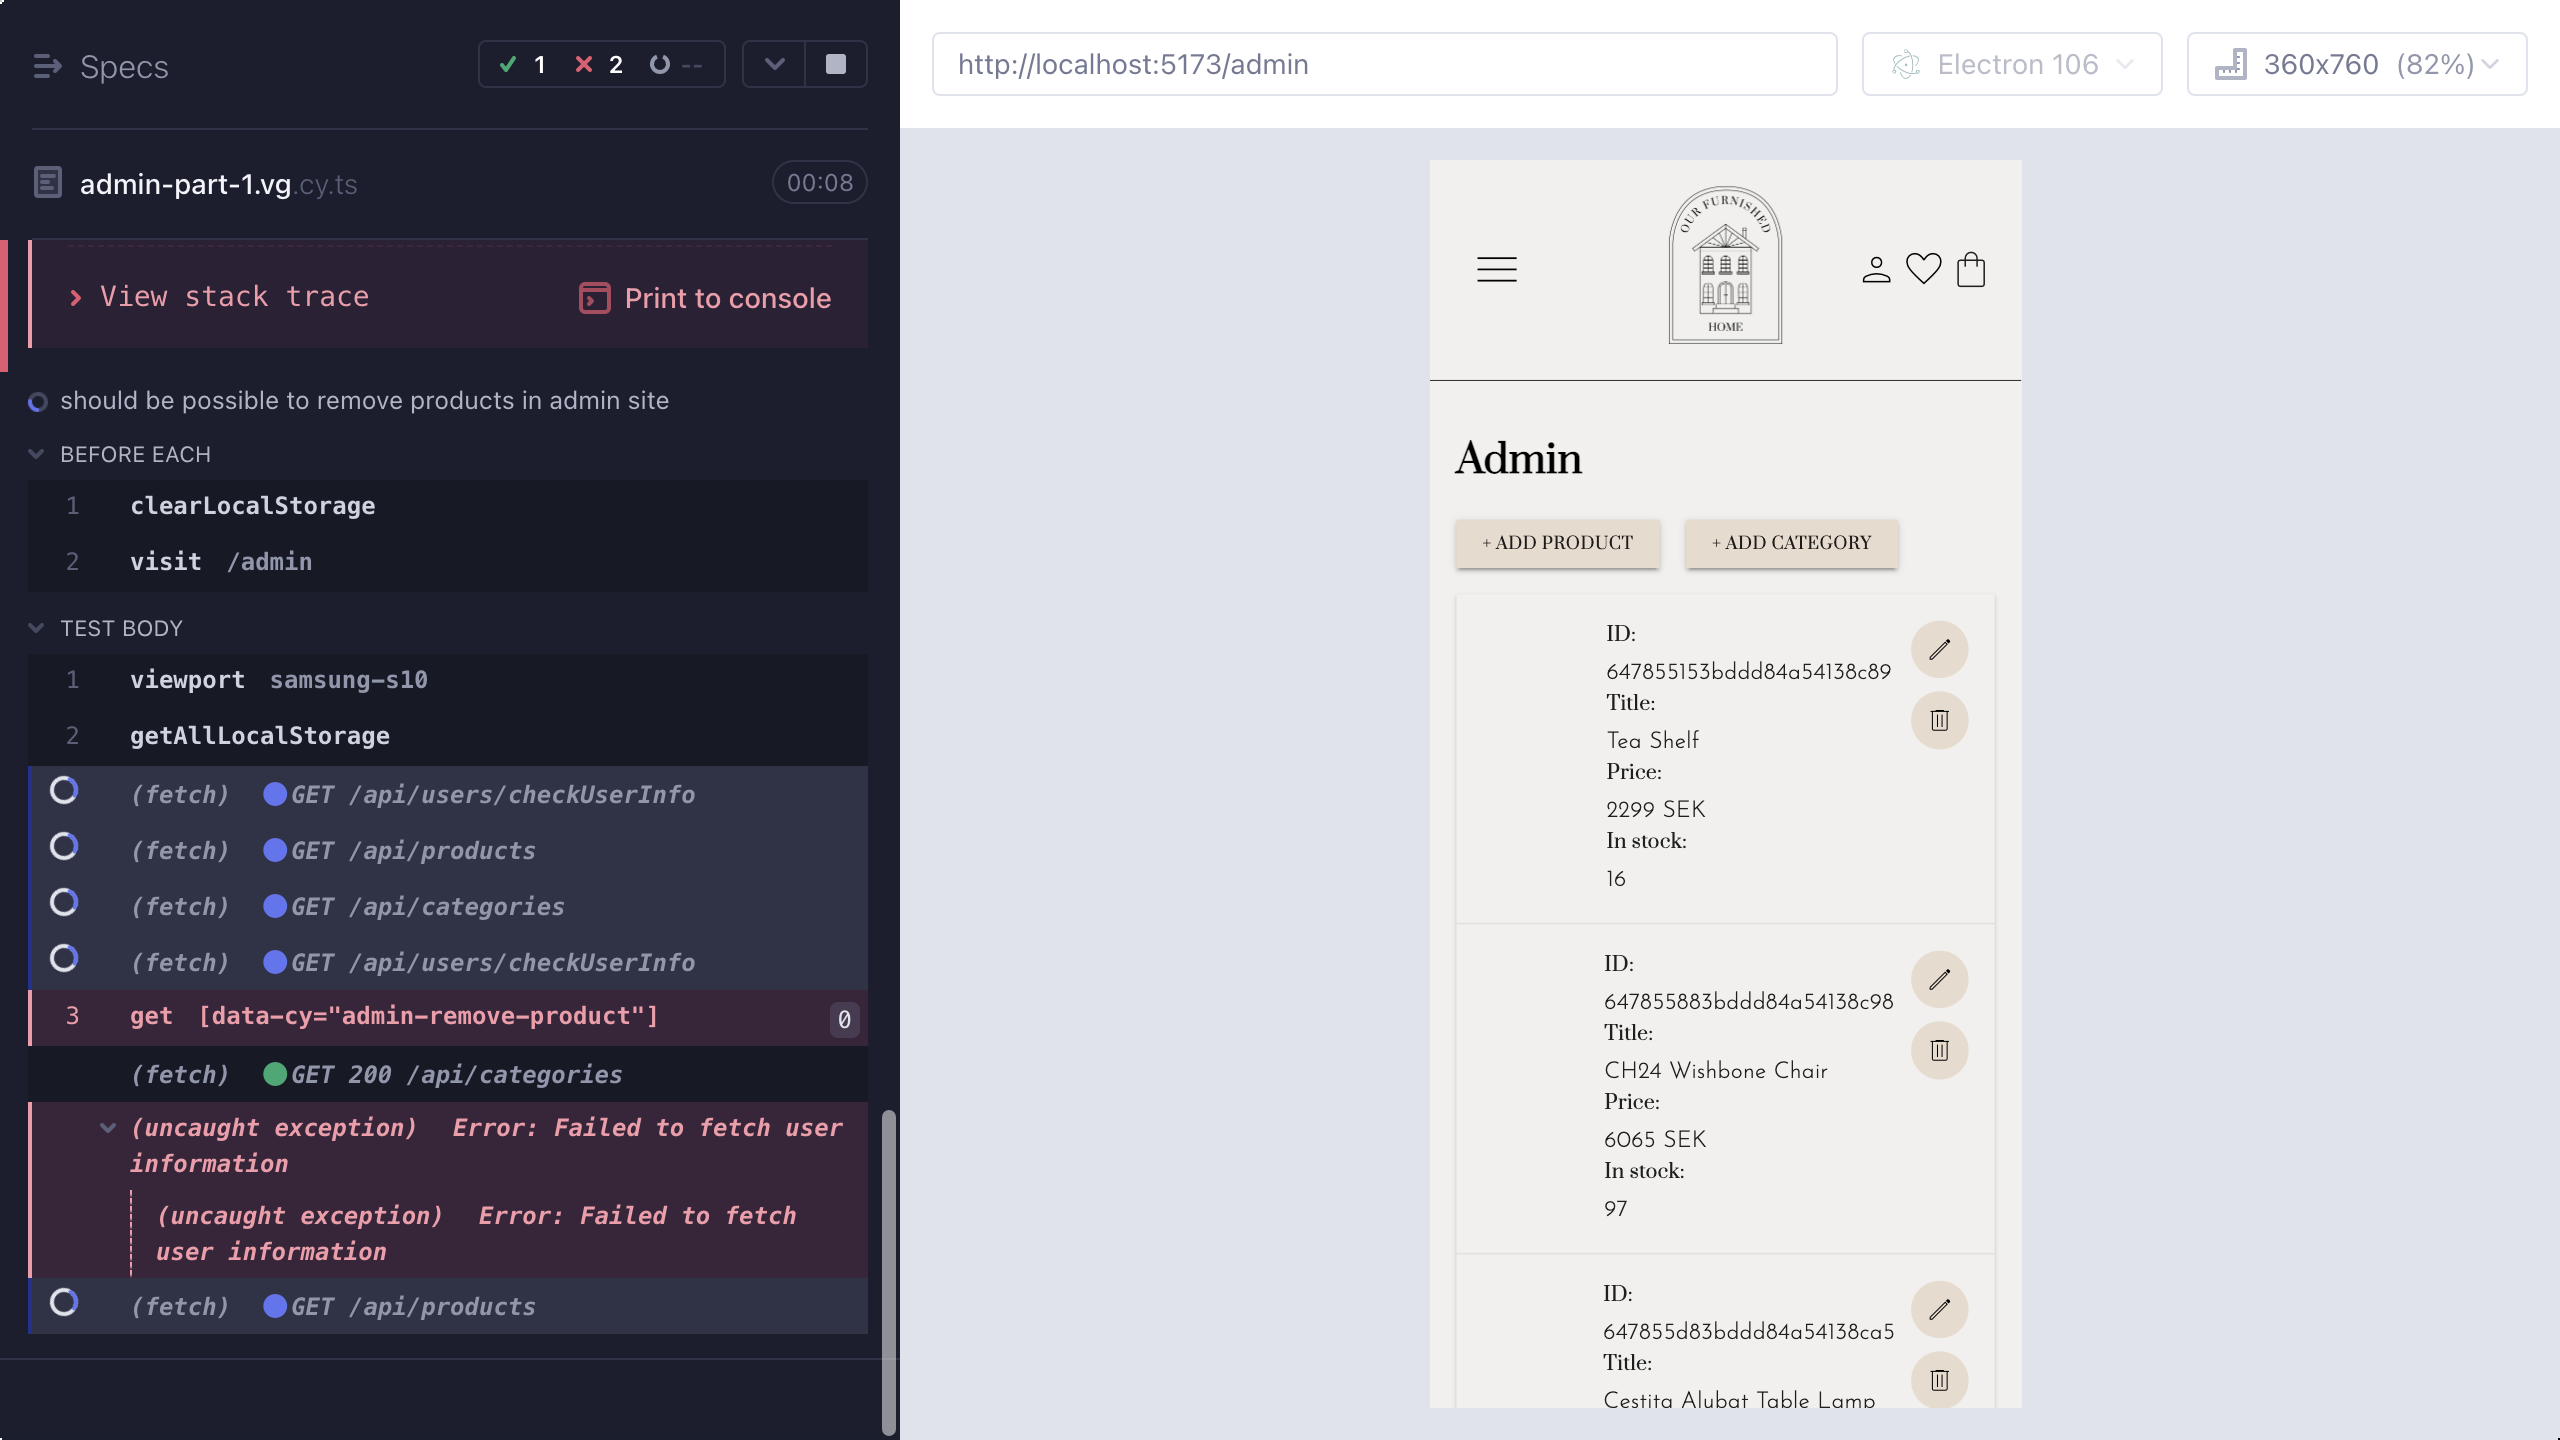 Specs
1
2
--
admin-part-1.vg.cy.ts
00:08
View stack trace
Print to console
should be possible to remove products in admin site
BEFORE EACH
1 clearLocalStorage
2 visit /admin
TEST BODY
1 viewport samsung-s10
2 getAllLocalStorage
(fetch) GET /api/users/checkUserInfo
(fetch) GET /api/products
(fetch) GET /api/categories
(fetch) GET /api/users/checkUserInfo
3 get [data-cy="admin-remove-product"] 0
(fetch) GET 200 /api/categories
(uncaught exception) Error: Failed to fetch user
information
(uncaught exception) Error: Failed to fetch
user information
(fetch) GET /api/products
http://localhost:5173/admin
Electron 106
360x760 (82%)
OUR FURNISHED
HOME
Admin
+ ADD PRODUCT
+ ADD CATEGORY
ID:
647855153bddd84a54138c89
Title:
Tea Shelf
Price:
2299 SEK
In stock:
16
ID:
647855883bddd84a54138c98
Title:
CH24 Wishbone Chair
Price:
6065 SEK
In stock:
97
ID:
647855d83bddd84a54138ca5
Title:
Cestita Alubat Table Lamp